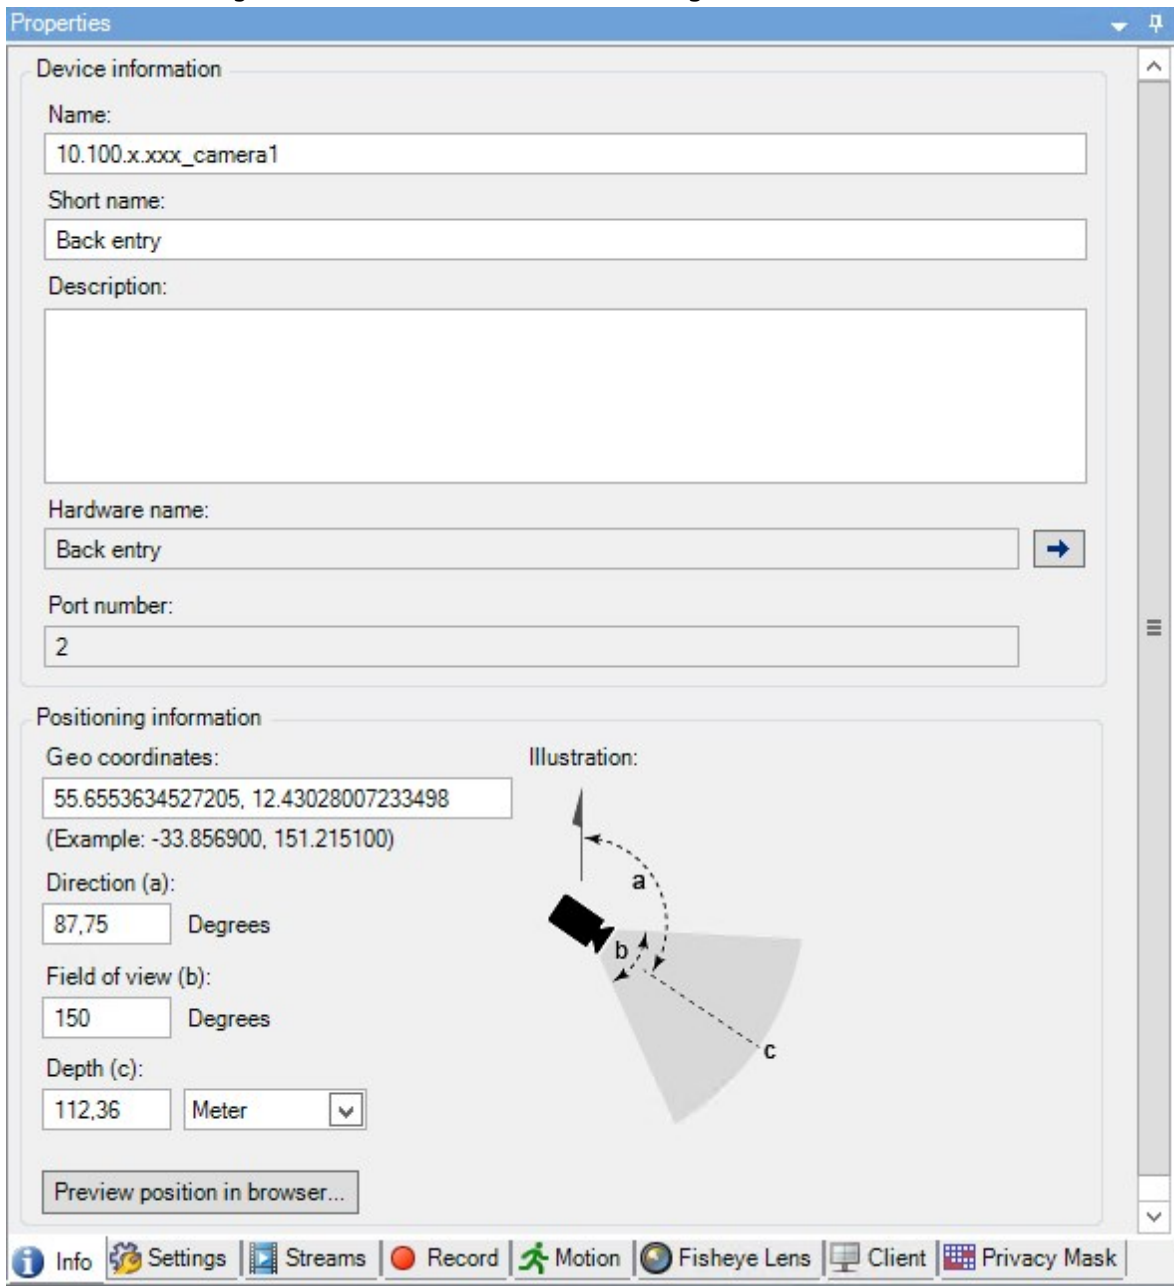 Properties
Device information
Name:
10.100.x.xxx_camera1
Short name:
Back entry
Description:
Hardware name:
Back entry
Port number:
2
Positioning information
Geo coordinates:
Illustration:
55.6553634527205, 12.43028007233498
(Example: -33.856900, 151.215100)
Direction (a):
a
87,75 Degrees
b
Field of view (b):
150 Degrees
c
Depth (c):
112,36 Meter
Preview position in browser...
Info Settings Streams Record Motion Fisheye Lens Client Privacy Mask